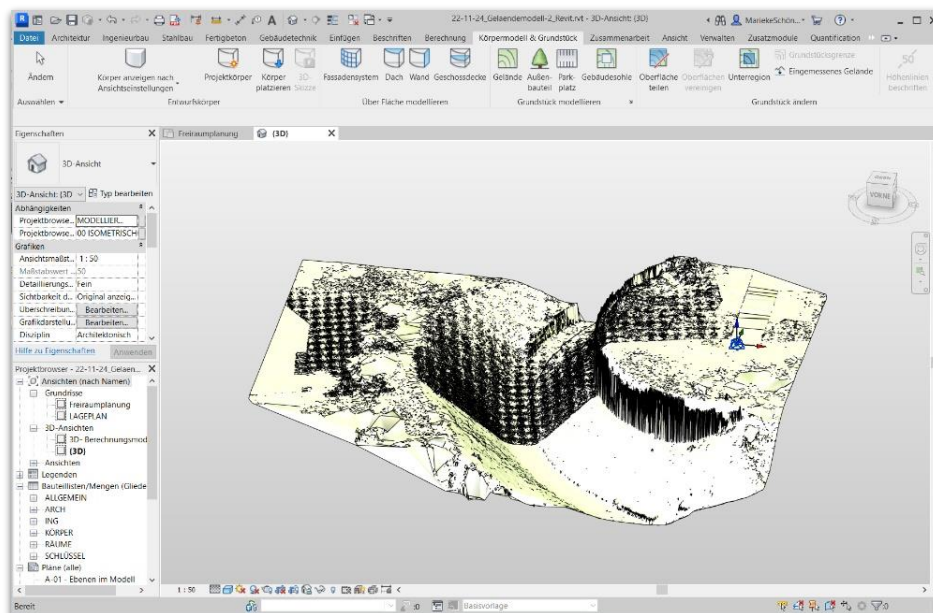 22-11-24_Gelaendemodell-2_Revit.rvt - 3D-Ansicht: {3D}
MariekeSchön...
Datei Architektur Ingenieurbau Stahlbau Fertigbeton Gebäudetechnik Einfügen Beschriften Berechnung Körpermodell & Grundstück Zusammenarbeit Ansicht Verwalten Zusatzmodule Quantification
Ändern
Körper anzeigen nach
Ansichtseinstellungen
Projektkörper
Körper
platzieren
3D-
Skizze
Fassadensystem Dach Wand Geschossdecke
Gelände Außen-
bauteil
Park-
platz
Gebäudesohle
Oberfläche
teilen
Oberflächen
vereinigen
Unterregion
Grundstücksgrenze
Eingemessenes Gelände
Höhenlinien
beschriften
Auswählen Entwurfskörper Über Fläche modellieren Grundstück modellieren Grundstück ändern
Eigenschaften
Freiraumplanung
{3D}
3D-Ansicht
3D-Ansicht: {3D Typ bearbeiten
Abhängigkeiten
Projektbrowse... MODELLIER...
Projektbrowse... 00 ISOMETRISCH
Grafiken
Ansichtsmaßst... 1 : 50
Maßstabswert ... 50
Detaillierungs... Fein
Sichtbarkeit d... Original anzeig...
Überschreibun... Bearbeiten...
Grafikdarstellu... Bearbeiten...
Disziplin Architektonisch
Hilfe zu Eigenschaften Anwenden
Projektbrowser - 22-11-24_Gelaen...
Ansichten (nach Namen)
Grundrisse
Freiraumplanung
LAGEPLAN
3D-Ansichten
3D- Berechnungsmod
{3D}
Ansichten
Legenden
Bauteillisten/Mengen (Gliede
ALLGEMEIN
ARCH
ING
KÖRPER
RÄUME
SCHLÜSSEL
Pläne (alle)
A-01 - Ebenen im Modell
VORNE
1 : 50
Bereit
:0
Basisvorlage
:0